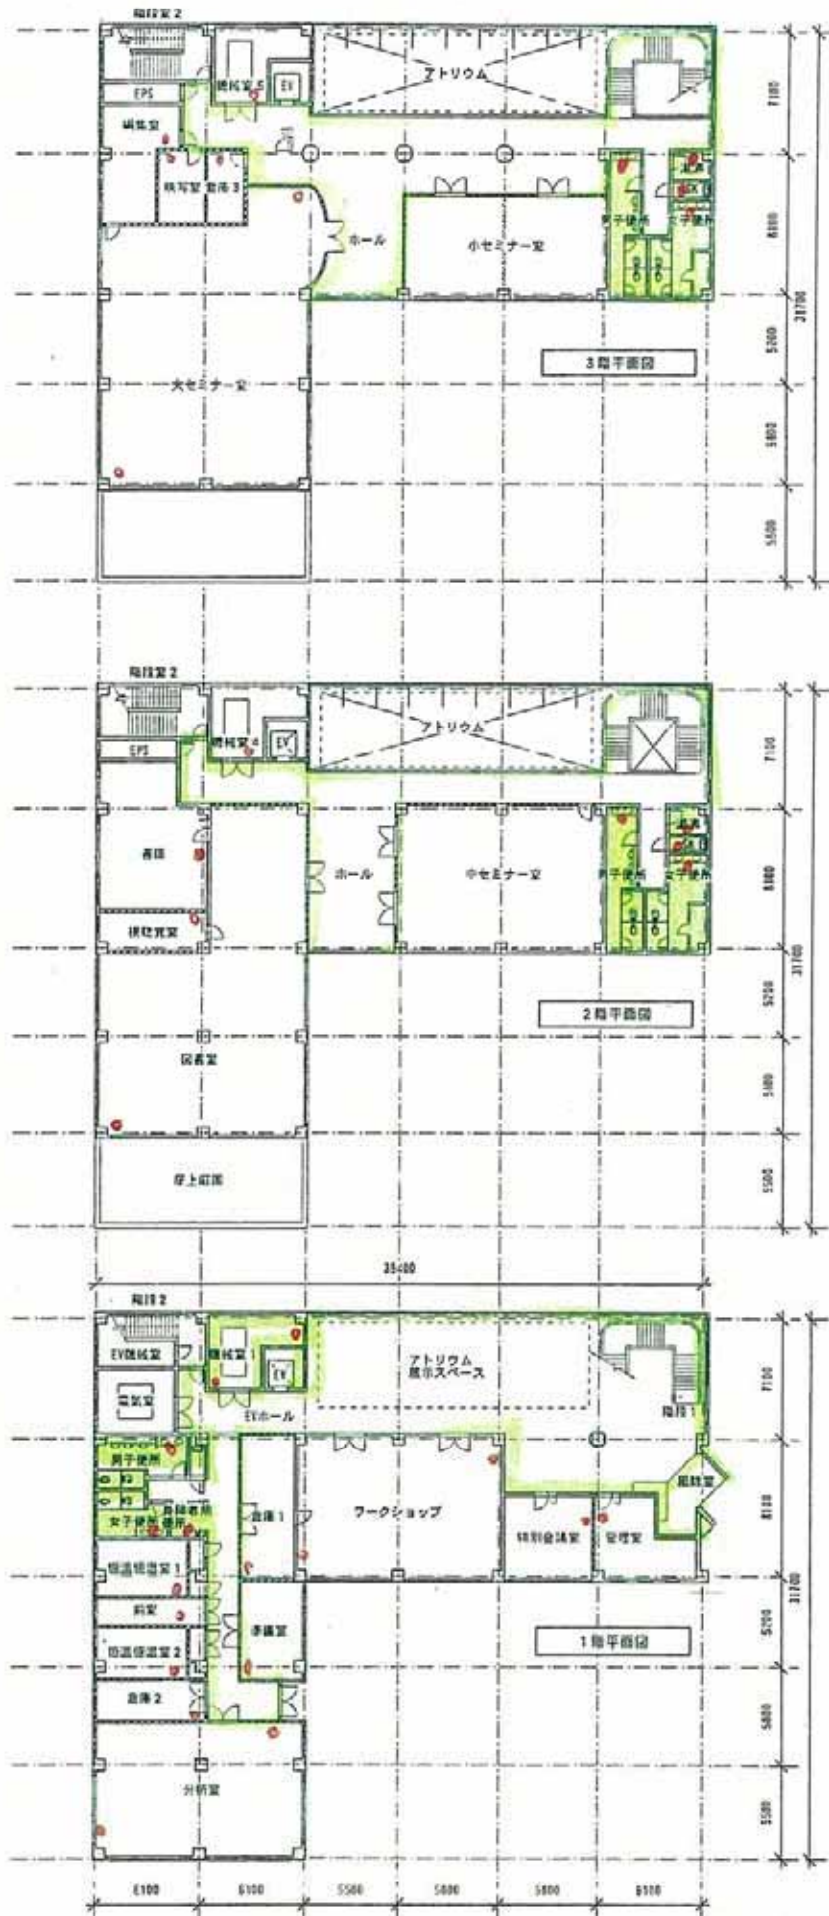 階段室2
アトリウム
機械室5
EV
EPS
編集室
映写室
倉庫3
ホール
小セミナー室
男子便所
女子便所
7100
5200
5500
3階平面図
大セミナー室
階段室2
アトリウム
機械室4
EV
EPS
7100
書庫
ホール
中セミナー室
男子便所
女子便所
視聴覚室
5200
31700
2階平面図
図書室
屋上庭園
5500
階段2
EV機械室
機械室1
EV
アトリウム
展示スペース
7100
電気室
階段1
EVホール
男子便所
風除室
倉庫1
ワークショップ
女子便所
特別会議室
管理室
恒温恒湿室1
前室
準備室
5200
1階平面図
恒温恒湿室2
倉庫2
分析室
5500
6100
5500